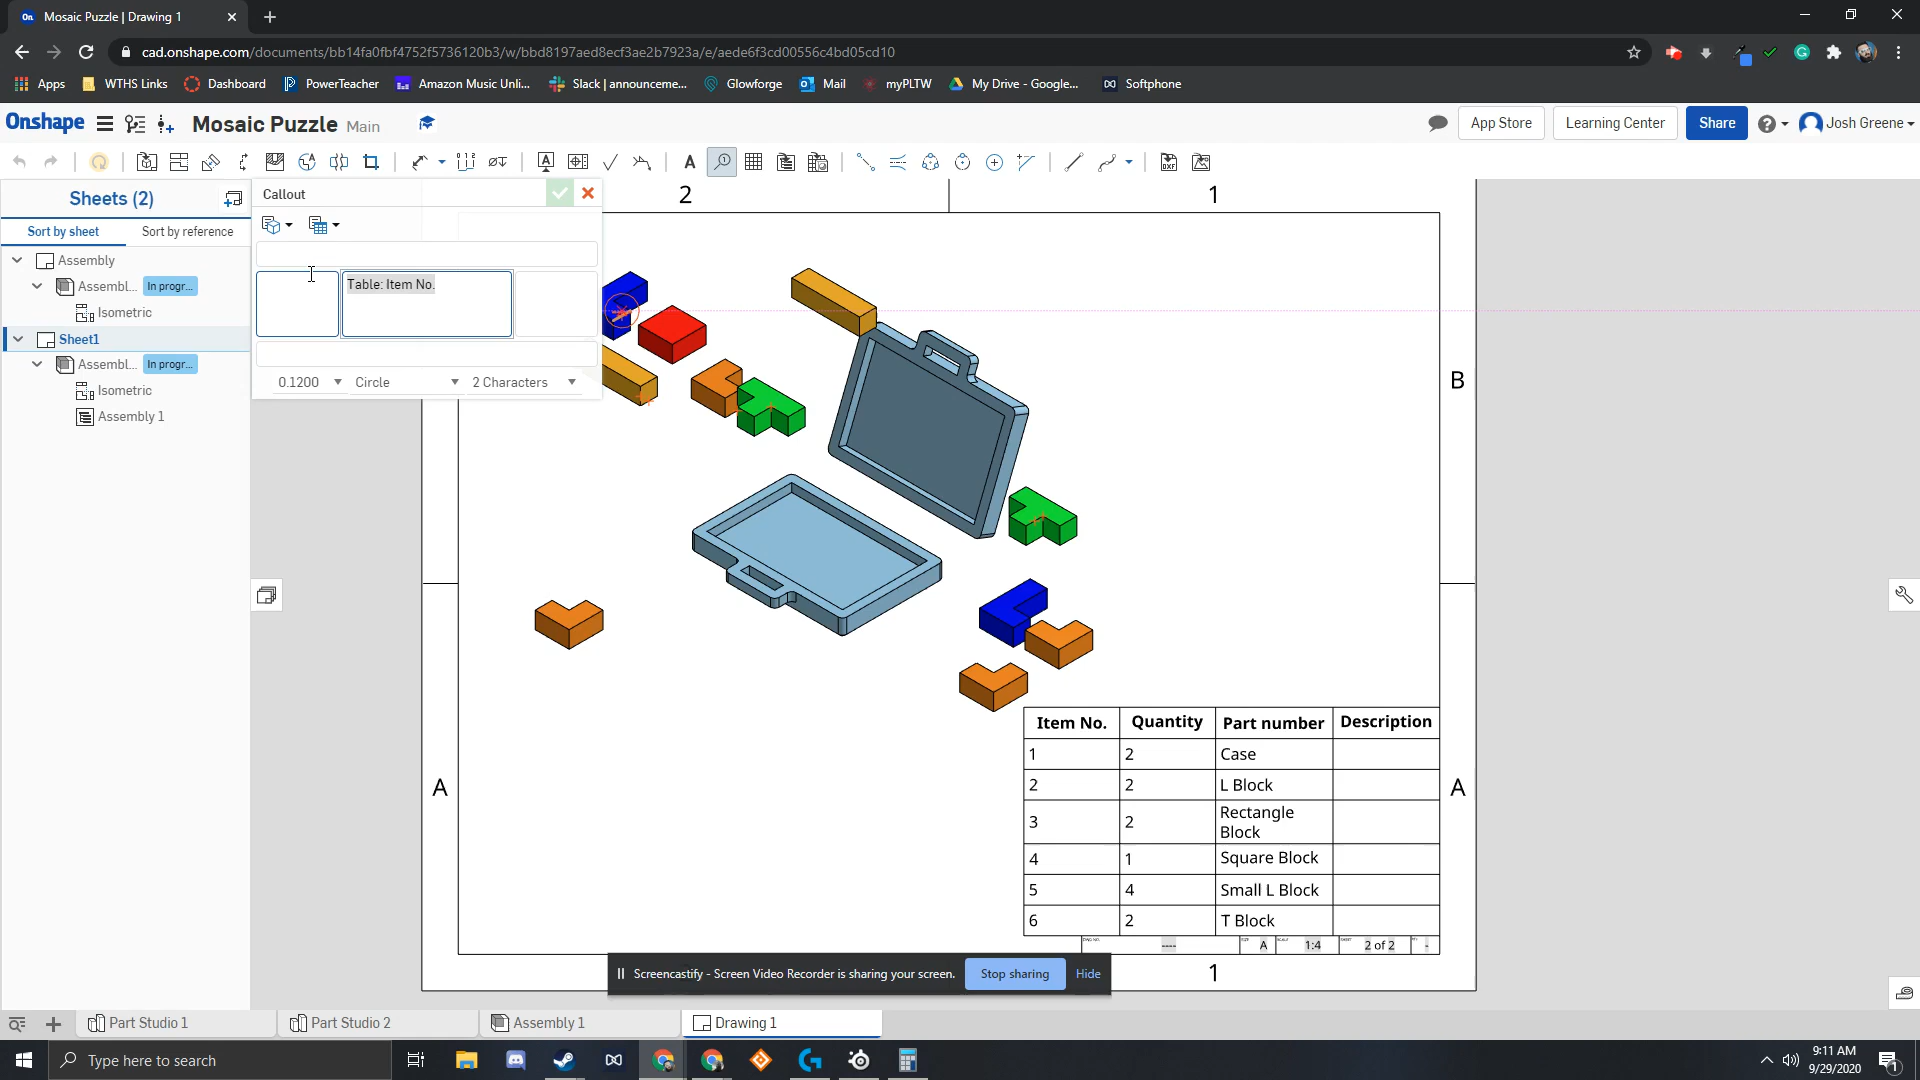 Mosaic Puzzle | Drawing 1
cad.onshape.com/documents/bb14fa0fbf4752f5736120b3/w/bbd8197aed8ecf3ae2b7923a/e/aede6f3cd00556c4bd05cd10
Apps WTHS Links Dashboard PowerTeacher Amazon Music Unli... Slack | announceme... Glowforge Mail myPLTW My Drive - Google... Softphone
Onshape Mosaic Puzzle Main App Store Learning Center Share Josh Greene
Sheets (2)
Sort by sheet Sort by reference
Assembly
Assembl... In progr...
Isometric
Sheet1
Assembl... In progr...
Isometric
Assembly 1
Callout
Table: Item No.
0.1200 Circle 2 Characters
2 1
B
A A
Item No. Quantity Part number Description
1 2 Case
2 2 L Block
3 2 Rectangle Block
4 1 Square Block
5 4 Small L Block
6 2 T Block
---- A 1:4 2 of 2 -
1
Screencastify - Screen Video Recorder is sharing your screen. Stop sharing Hide
Part Studio 1 Part Studio 2 Assembly 1 Drawing 1
Type here to search
9:11 AM
9/29/2020